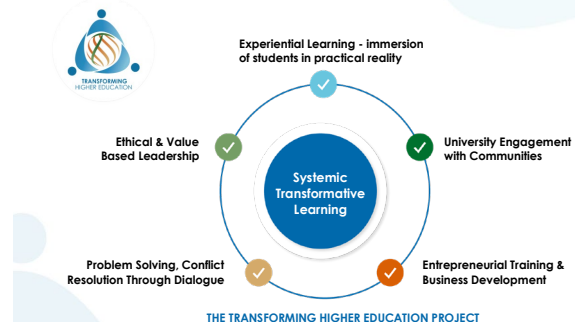 TRANSFORMING
HIGHER EDUCATION
Experiential Learning - immersion
of students in practical reality
Ethical & Value
Based Leadership
University Engagement
with Communities
Systemic
Transformative
Learning
Problem Solving, Conflict
Resolution Through Dialogue
Entrepreneurial Training &
Business Development
THE TRANSFORMING HIGHER EDUCATION PROJECT